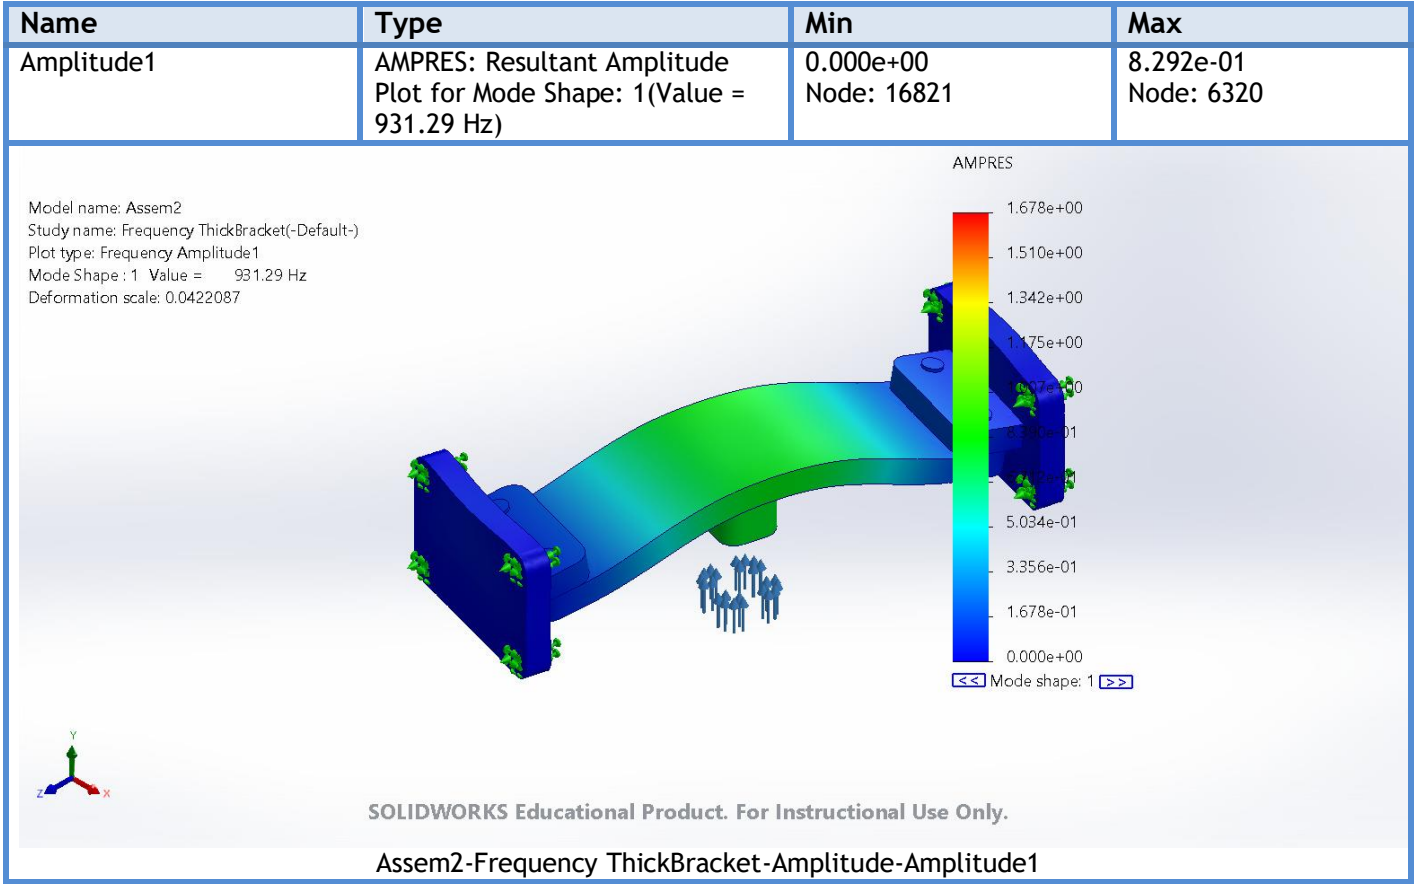 Name Type Min Max
Amplitude1 AMPRES: Resultant Amplitude 0.000e+00 8.292e-01
Plot for Mode Shape: 1(Value = Node: 16821 Node: 6320
931.29 Hz)
AMPRES
Model name: Assem2
Study name: Frequency ThickBracket(-Default-)
Plot type: Frequency Amplitude1
Mode Shape : 1 Value = 931.29 Hz
Deformation scale: 0.0422087
1.678e+00
1.510e+00
1.342e+00
1.175e+00
5.034e-01
3.356e-01
1.678e-01
0.000e+00
<< Mode shape: 1 >>
Y
Z X
SOLIDWORKS Educational Product. For Instructional Use Only.
Assem2-Frequency ThickBracket-Amplitude-Amplitude1